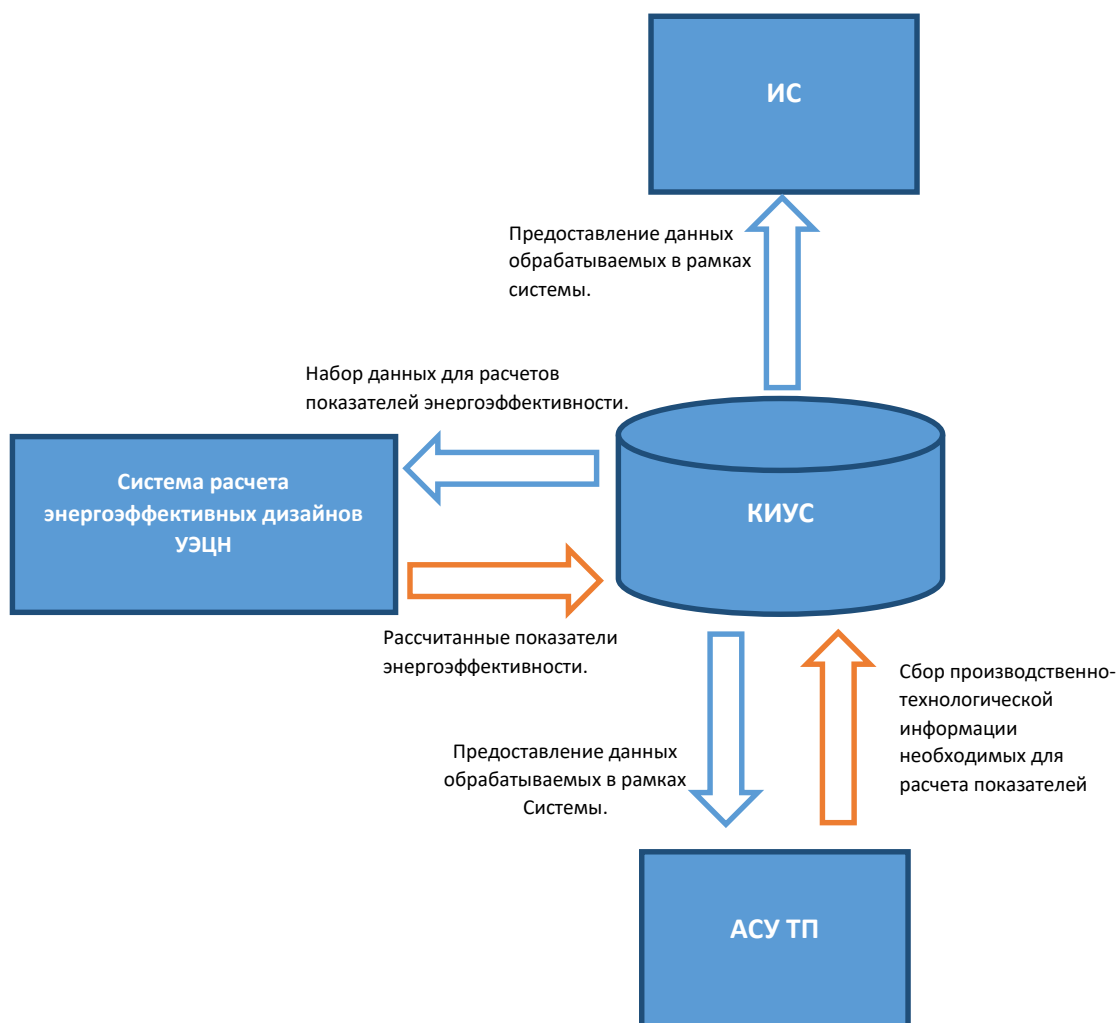 ИС
Предоставление данных
обрабатываемых в рамках
системы.
Набор данных для расчетов
показателей энергоэффективности.
Система расчета
энергоэффективных дизайнов
УЭЦН
КИУС
Рассчитанные показатели
энергоэффективности.
Сбор производственно-
технологической
информации
необходимых для
расчета показателей
Предоставление данных
обрабатываемых в рамках
Системы.
АСУ ТП